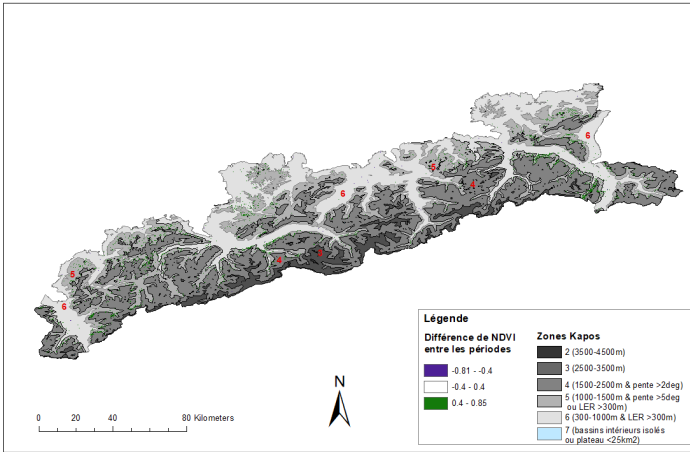 6
5
6
4
6
4
5
6
N
0 20 40 80 Kilometers
Légende
Différence de NDVI
entre les périodes
-0.81 - -0.4
-0.4 - 0.4
0.4 - 0.85
Zones Kapos
2 (3500-4500m)
3 (2500-3500m)
4 (1500-2500m & pente >2deg)
5 (1000-1500m & pente >5deg
ou LER >300m)
6 (300-1000m & LER >300m)
7 (bassins intérieurs isolés
ou plateau <25km2)